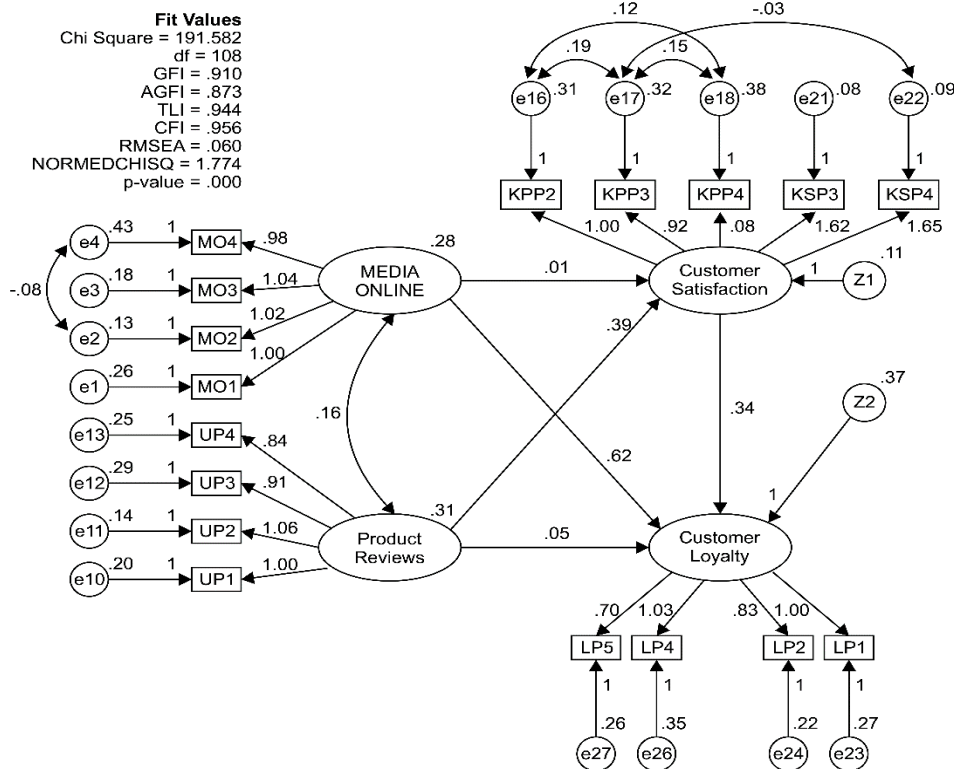 Fit Values
Chi Square = 191.582
df = 108
GFI = .910
AGFI = .873
TLI = .944
CFI = .956
RMSEA = .060
NORMEDCHISQ = 1.774
p-value = .000
.12
-.03
.19
.15
e16 .31
e17 .32
e18 .38
e21 .08
e22 .09
1 1 1 1 1
KPP2 KPP3 KPP4 KSP3 KSP4
1.00 .92 .08 1.62 1.65
e4 .43 1 MO4 .98
e3 .18 1 MO3 1.04
e2 .13 1 MO2 1.02
e1 .26 1 MO1 1.00
-.08
.28
MEDIA
ONLINE
.01
Customer
Satisfaction
1 Z1 .11
.39
.16
.34
.62
Z2 .37
1
e13 .25 1 UP4 .84
e12 .29 1 UP3 .91
e11 .14 1 UP2 1.06
e10 .20 1 UP1 1.00
.31
Product
Reviews
.05
Customer
Loyalty
.70 1.03 .83 1.00
LP5 LP4 LP2 LP1
1 1 1 1
.26 .35 .22 .27
e27 e26 e24 e23